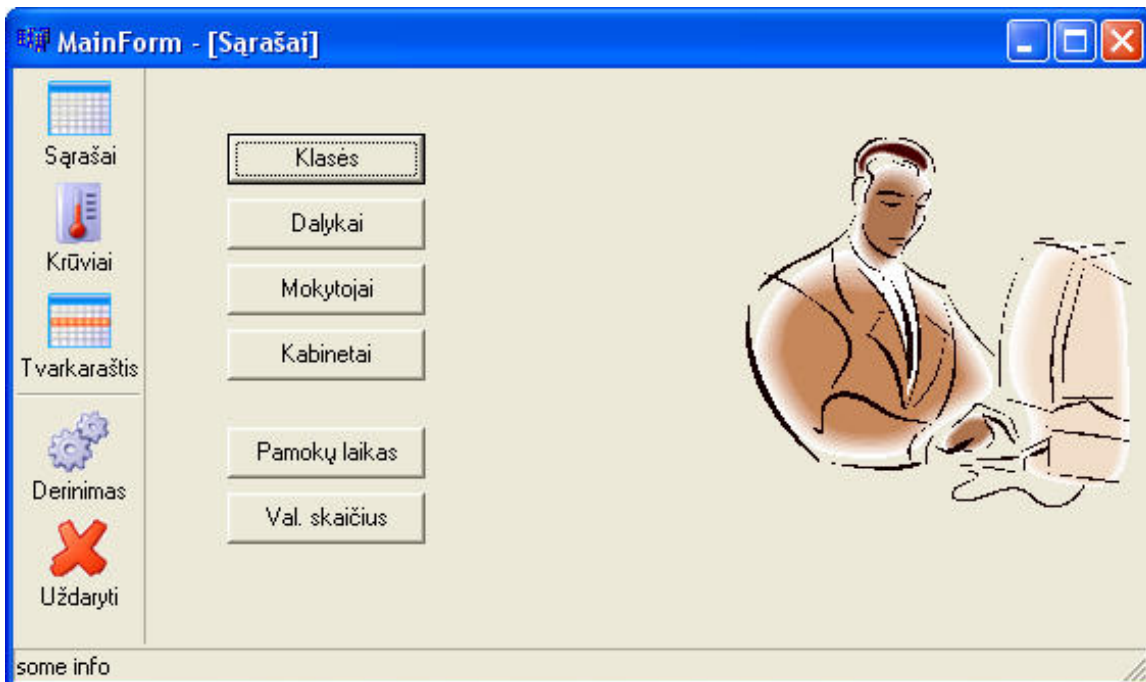 MainForm - [Sąrašai]
Sąrašai
Krūviai
Tvarkaraštis
Derinimas
Uždaryti
Klasės
Dalykai
Mokytojai
Kabinetai
Pamokų laikas
Val. skaičius
some info